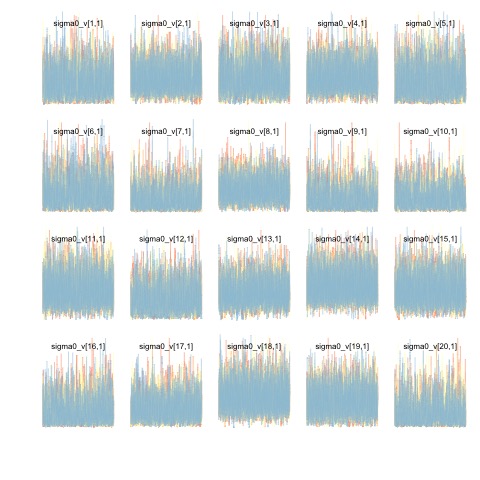 sigma0_v[1,1] sigma0_v[2,1] sigma0_v[3,1] sigma0_v[4,1] sigma0_v[5,1]
sigma0_v[6,1] sigma0_v[7,1] sigma0_v[8,1] sigma0_v[9,1] sigma0_v[10,1]
sigma0_v[11,1] sigma0_v[12,1] sigma0_v[13,1] sigma0_v[14,1] sigma0_v[15,1]
sigma0_v[16,1] sigma0_v[17,1] sigma0_v[18,1] sigma0_v[19,1] sigma0_v[20,1]